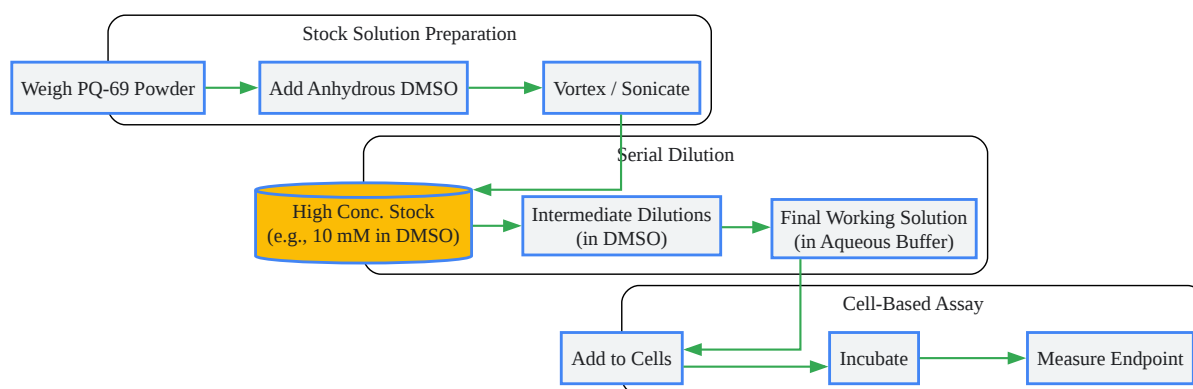 Stock Solution Preparation
Weigh PQ-69 Powder
Add Anhydrous DMSO
Vortex / Sonicate
Serial Dilution
High Conc. Stock
(e.g., 10 mM in DMSO)
Intermediate Dilutions
(in DMSO)
Final Working Solution
(in Aqueous Buffer)
Cell-Based Assay
Add to Cells
Incubate
Measure Endpoint